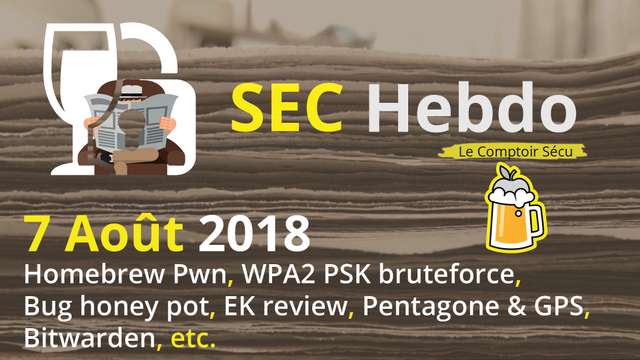 SEC Hebdo
Le Comptoir Sécu
7 Août 2018
Homebrew Pwn, WPA2 PSK bruteforce,
Bug honey pot, EK review, Pentagone & GPS,
Bitwarden, etc.